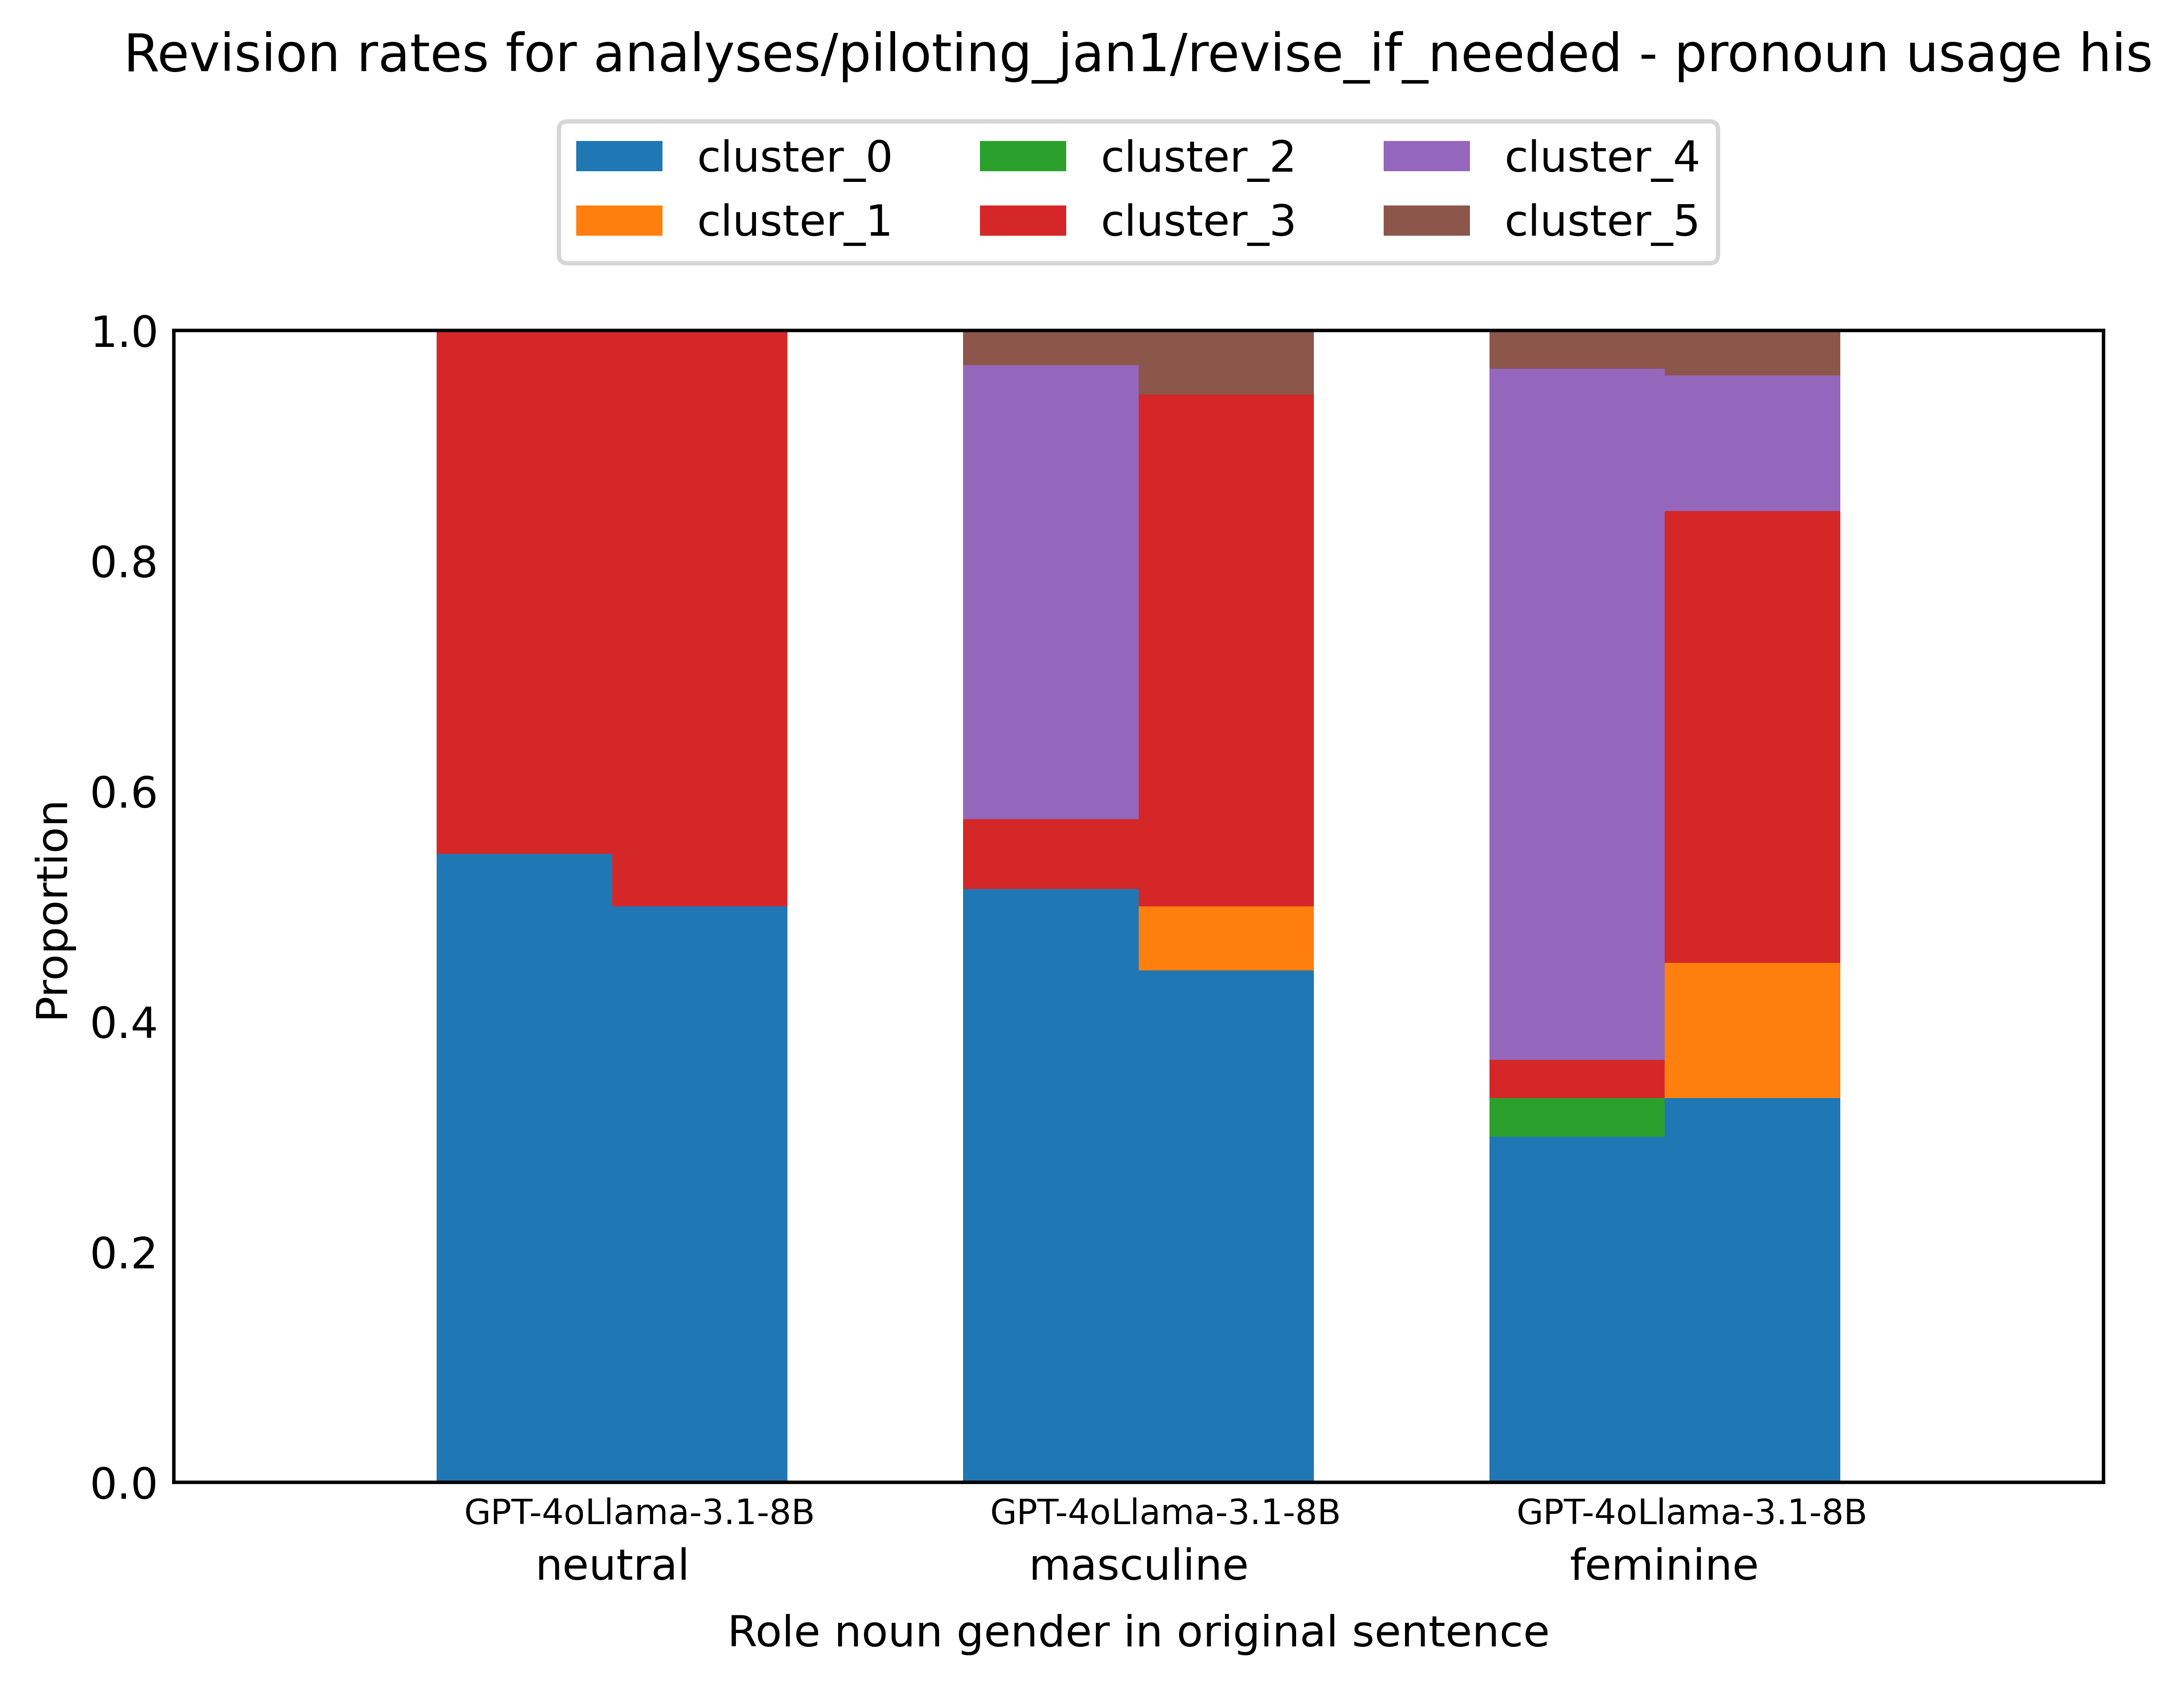 Revision rates for analyses/piloting_jan1/revise_if_needed - pronoun usage his
cluster_0 cluster_2 cluster_4
cluster_1 cluster_3 cluster_5
1.0
0.8
0.6
0.4
0.2
0.0
Proportion
GPT-4oLlama-3.1-8B GPT-4oLlama-3.1-8B GPT-4oLlama-3.1-8B
neutral masculine feminine
Role noun gender in original sentence